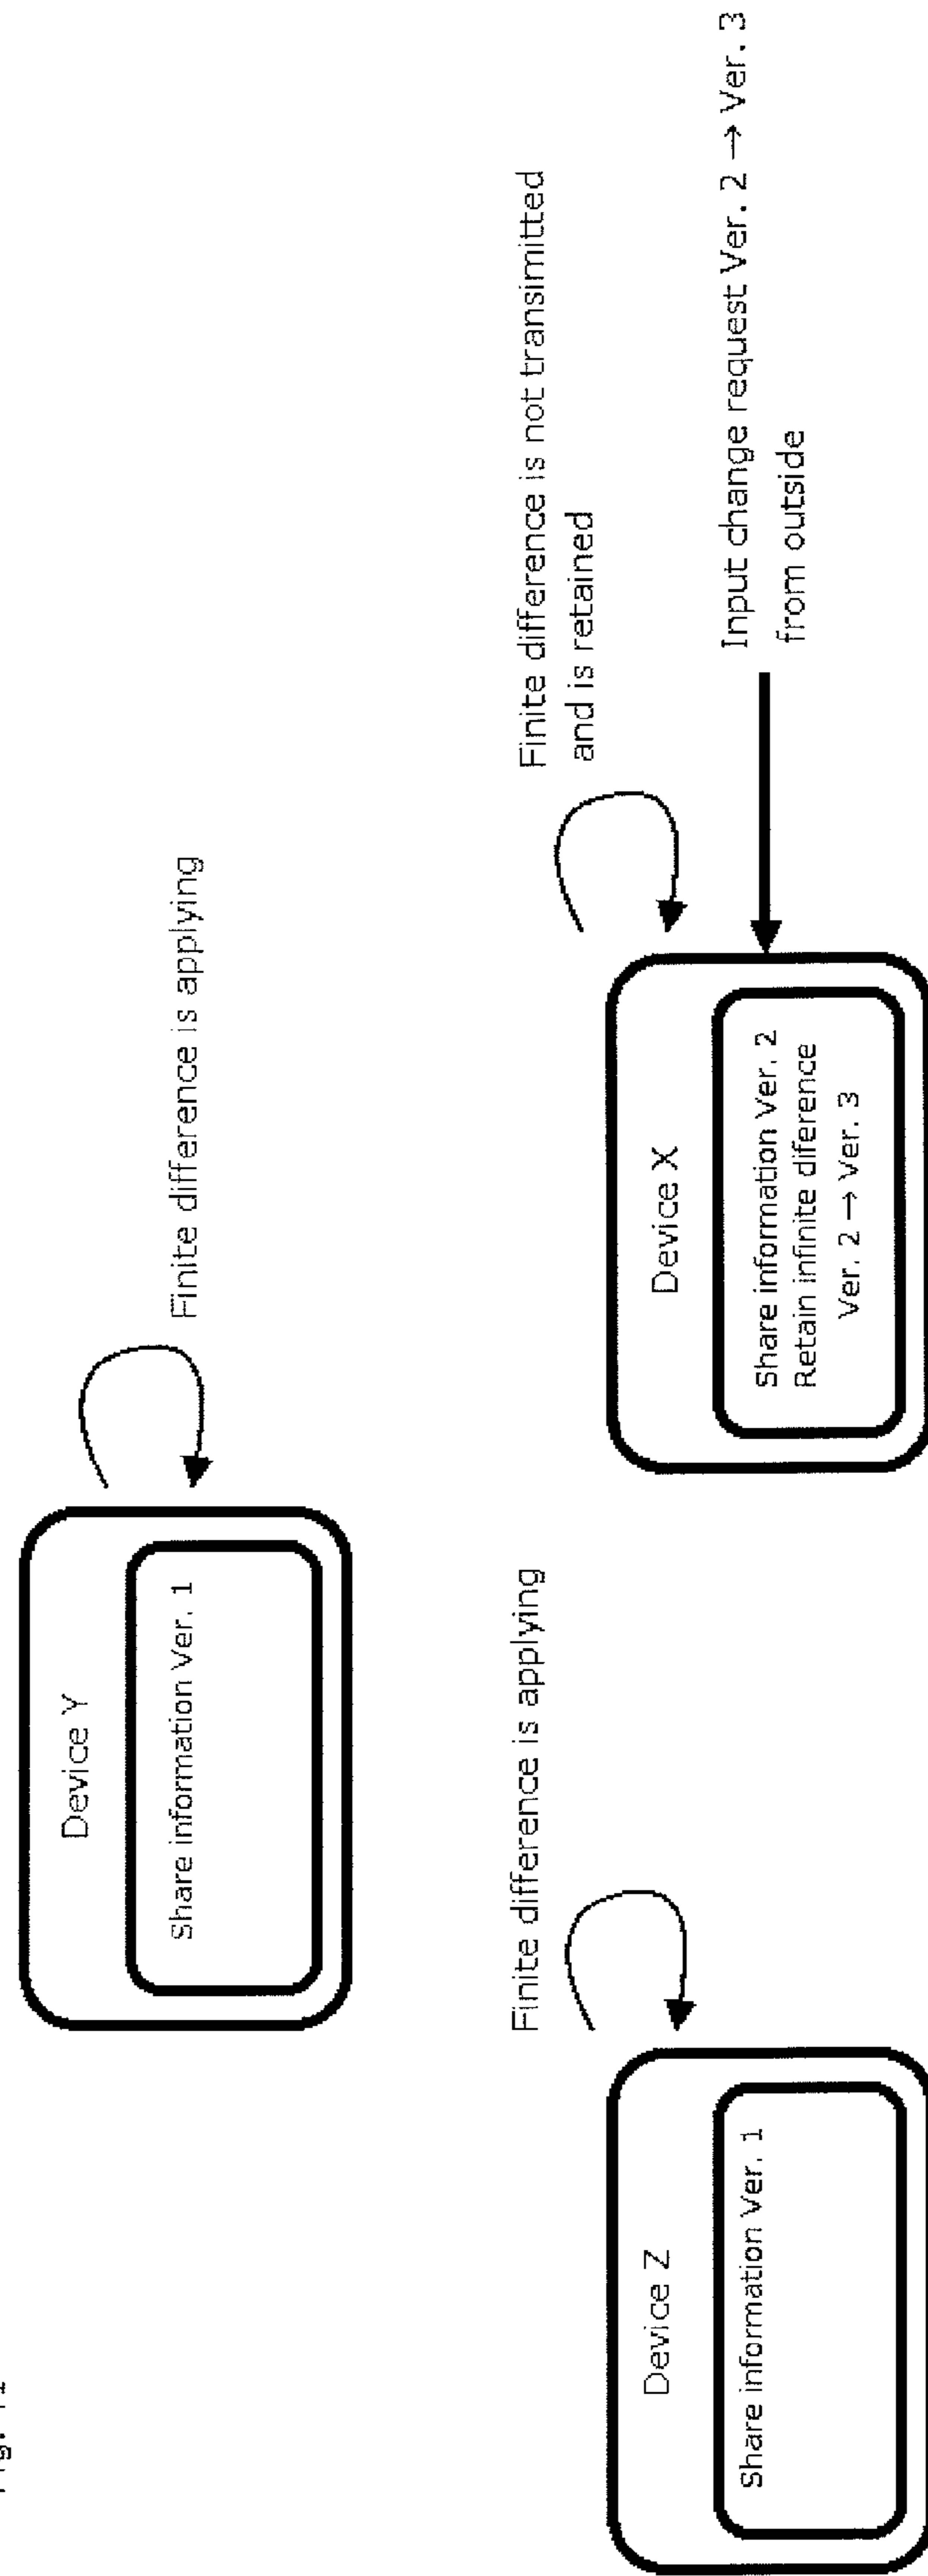 Device Y
Share information Ver. 1
Finite difference is applying
Device Z
Share information Ver. 1
Finite difference is applying
Device X
Share information Ver. 2
Retain infinite diference
Ver. 2 → Ver. 3
Finite difference is not transimitted
and is retained
Input change request Ver. 2 → Ver. 3
from outside